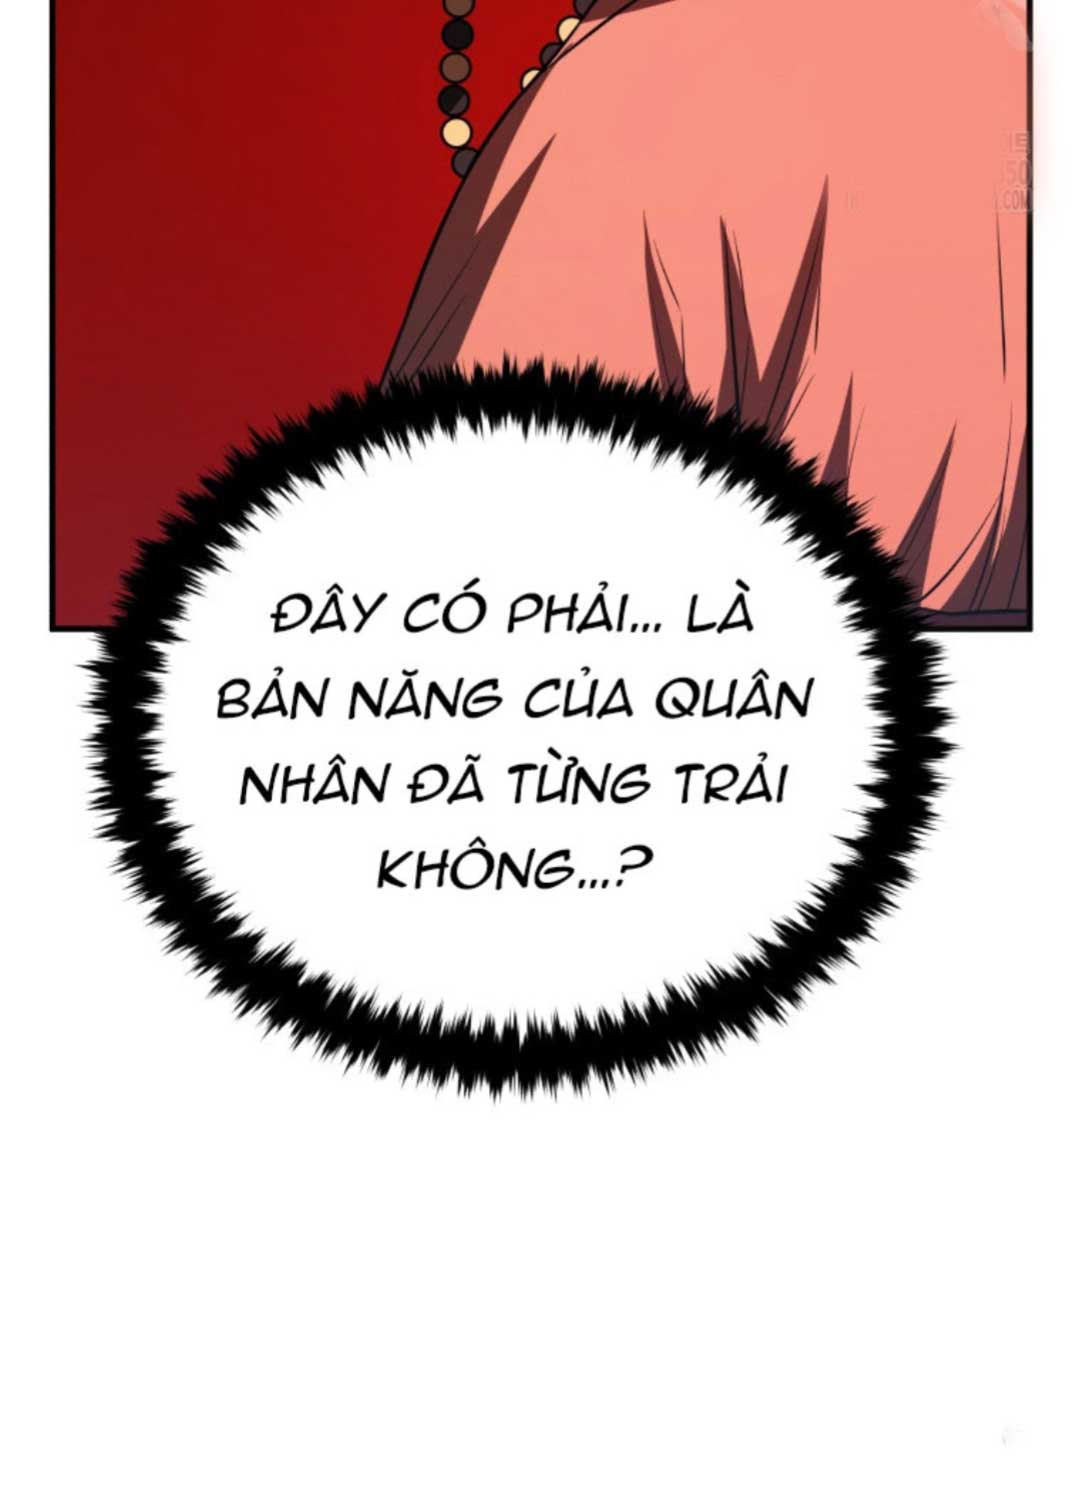 ĐÂY CÓ PHẢI... LÀ
BẢN NĂNG CỦA QUÂN
NHÂN ĐÃ TỪNG TRẢI
KHÔNG...?